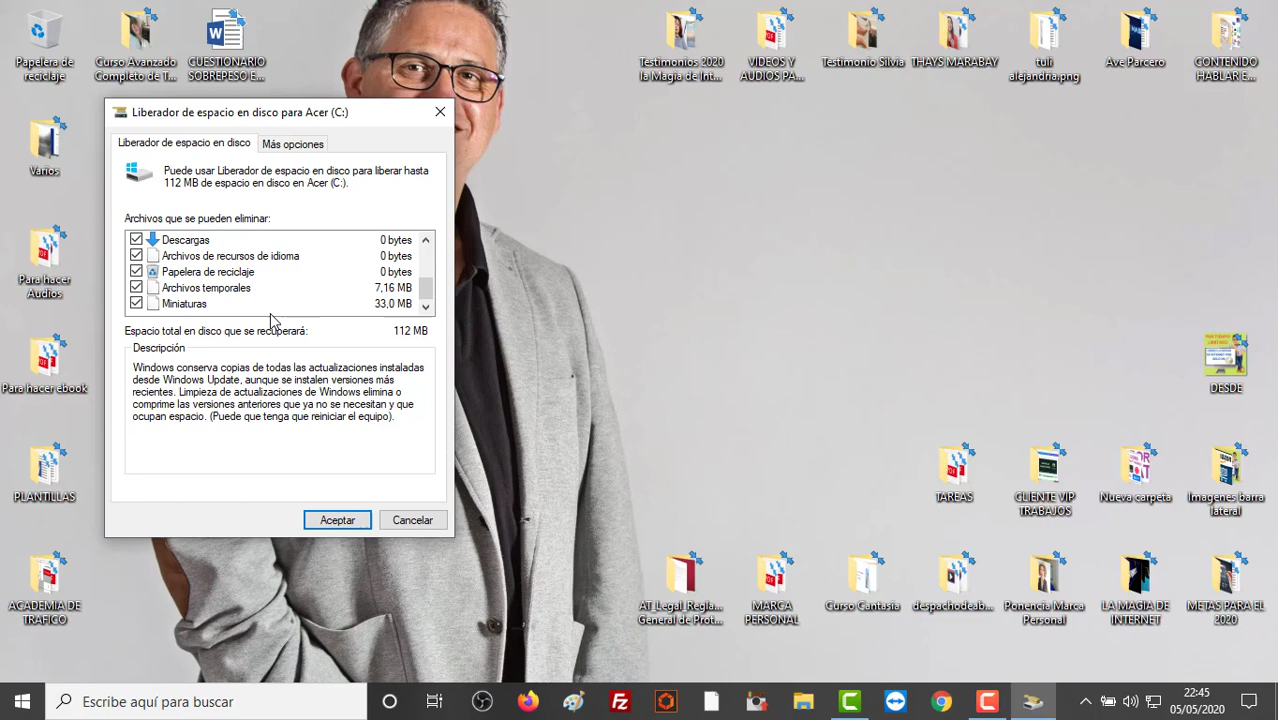 Papelera de
reciclaje
Curso Avanzado
Completo de T...
CUESTIONARIO
SOBREPESO E...
Testimonios 2020
la Magia de Int...
VIDEOS Y
AUDIOS PA...
Testimonio Silvia
THAYS MARABAY
tuli
alejandria.png
Ave Parcero
CONTENIDO
HABLAR E...
Liberador de espacio en disco para Acer (C:)
Liberador de espacio en disco
Más opciones
Puede usar Liberador de espacio en disco para liberar hasta
112 MB de espacio en disco en Acer (C:).
Archivos que se pueden eliminar:
Descargas 0 bytes
Archivos de recursos de idioma 0 bytes
Papelera de reciclaje 0 bytes
Archivos temporales 7,16 MB
Miniaturas 33,0 MB
Espacio total en disco que se recuperará: 112 MB
Descripción
Windows conserva copias de todas las actualizaciones instaladas
desde Windows Update, aunque se instalen versiones más
recientes. Limpieza de actualizaciones de Windows elimina o
comprime las versiones anteriores que ya no se necesitan y que
ocupan espacio. (Puede que tenga que reiniciar el equipo).
Aceptar
Cancelar
Varios
Para hacer
Audios
Para hacer ebook
PLANTILLAS
ACADEMIA DE
TRAFICO
DESDE
TAREAS
CLIENTE VIP
TRABAJOS
Nueva carpeta
Imagenes barra
lateral
AT_Legal_Regla...
General de Prot...
MARCA
PERSONAL
Curso Cantasia
despachodeab...
Ponencia Marca
Personal
LA MAGIA DE
INTERNET
METAS PARA EL
2020
Escribe aquí para buscar
22:45
05/05/2020